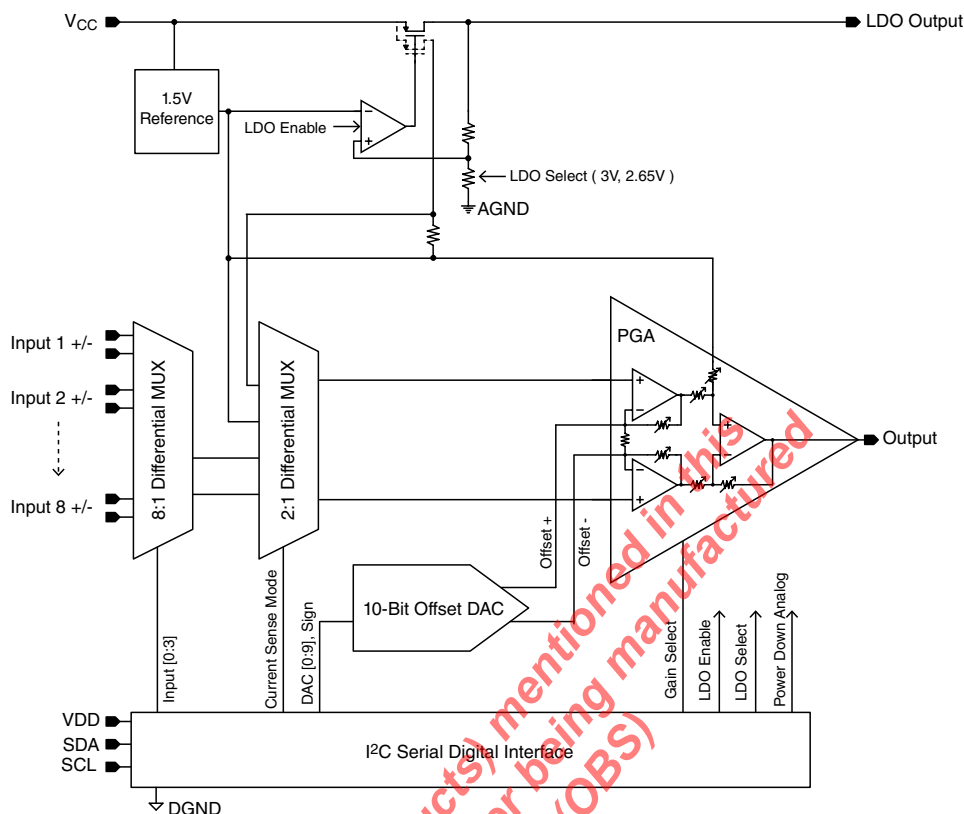 VCC
LDO Output
1.5V
Reference
LDO Enable
LDO Select ( 3V, 2.65V )
AGND
PGA
Input 1 +/-
Input 2 +/-
Input 8 +/-
8:1 Differential MUX
2:1 Differential MUX
Output
Offset +
Offset -
10-Bit Offset DAC
Input [0:3]
Current Sense Mode
DAC [0:9], Sign
Gain Select
LDO Enable
LDO Select
Power Down Analog
VDD
SDA
SCL
I2C Serial Digital Interface
DGND
mentioned in this
being manufactured
(OBS)